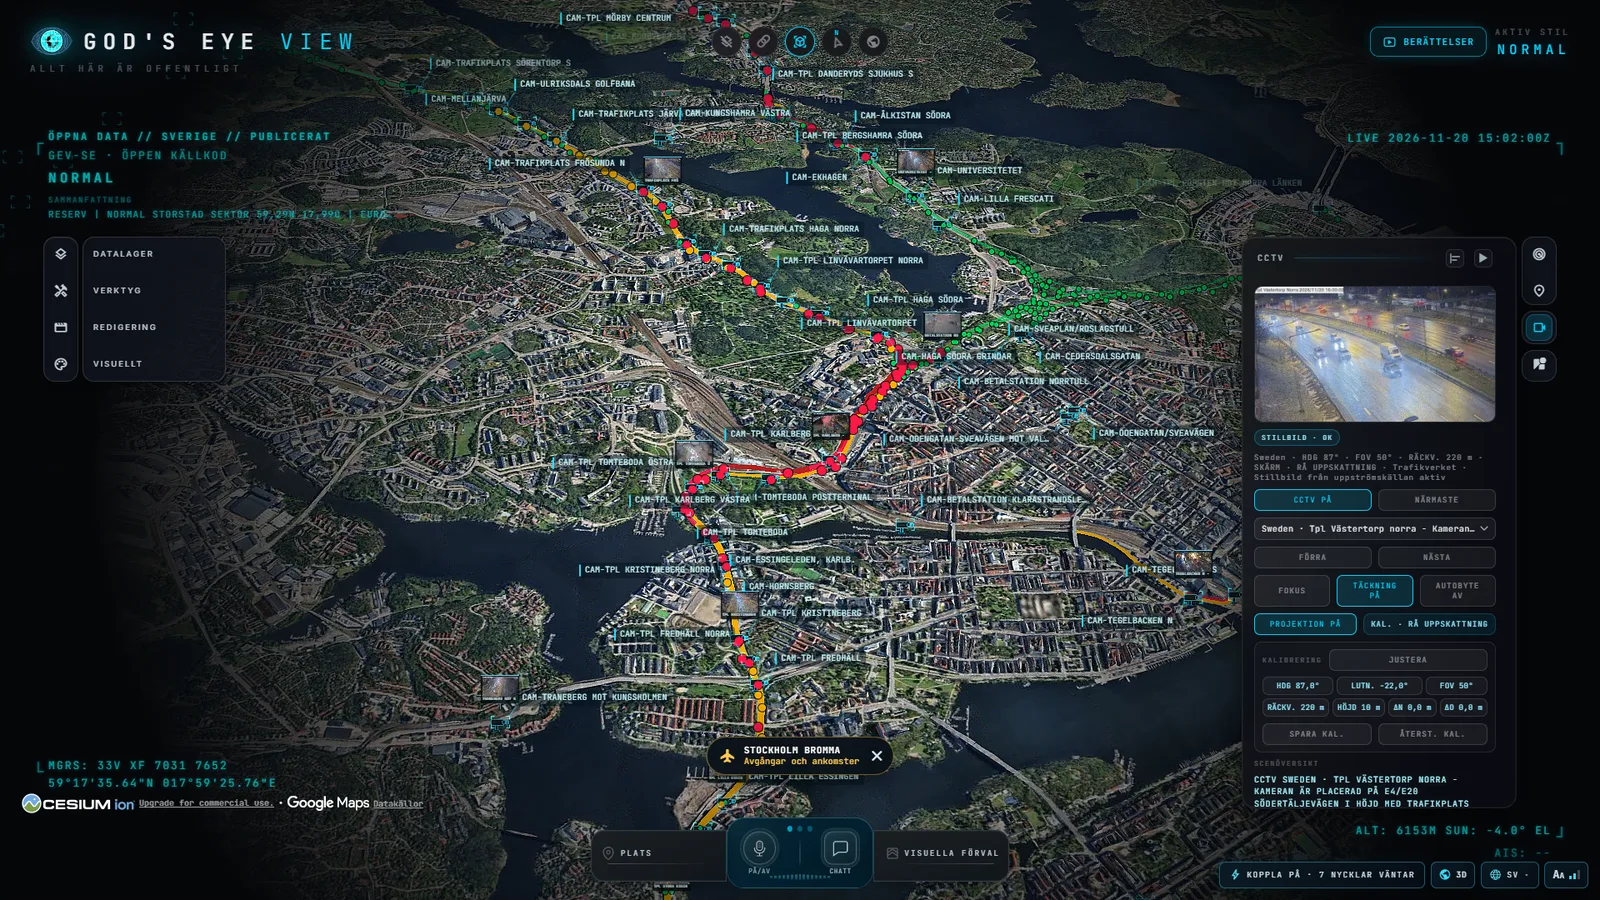 GOD'S EYE VIEW
ALLT HÄR ÄR OFFENTLIGT
BERÄTTELSER
AKTIV STIL
NORMAL
ÖPPNA DATA // SVERIGE // PUBLICERAT
GEV-SE · ÖPPEN KÄLLKOD
NORMAL
SAMMANFATTNING
RESERV | NORMAL STORSTAD SEKTOR 59,29N 17,99Ö |
LIVE 2026-11-20 15:02:00Z
DATALAGER
VERKTYG
REDIGERING
VISUELLT
CAM-TPL MÖRBY CENTRUM
CAM-TRAFIKPLATS SÖRENTORP S
CAM-TPL DANDERYDS SJUKHUS S
CAM-ULRIKSDALS GOLFBANA
CAM-MELLANJÄRVA
CAM-TRAFIKPLATS JÄRV
CAM-KUNGSHAMRA VÄSTRA
CAM-ÅLKISTAN SÖDRA
CAM-TPL BERGSHAMRA SÖDRA
CAM-TRAFIKPLATS FRÖSUNDA N
CAM-EKHAGEN
CAM-UNIVERSITETET
CAM-LILLA FRESCATI
CAM-TRAFIKPLATS HAGA NORRA
CAM-TPL LINVÄVARTORPET NORRA
CAM-TPL HAGA SÖDRA
CAM-TPL LINVÄVARTORPET
CAM-SVEAPLAN/ROSLAGSTULL
CAM-HAGA SÖDRA GRINDAR
CAM-CEDERSDALSGATAN
CAM-BETALSTATION NORRTULL
CAM-TPL KARLBERG
CAM-ODENGATAN-SVEAVÄGEN MOT VAL…
CAM-ODENGATAN/SVEAVÄGEN
CAM-TPL TOMTEBODA ÖSTRA
CAM-TPL KARLBERG VÄSTRA
-TOMTEBODA POSTTERMINAL
CAM-BETALSTATION KLARASTRANDSLE…
CAM-TPL TOMTEBODA
CAM-ESSINGELEDEN, KARLB.
CAM-TPL KRISTINEBERG NORRA
CAM-TEGE
S
CAM-HORNSBERG
CAM-TPL KRISTINEBERG
CAM-TEGELBACKEN N
CAM-TPL FREDHÄLL NORRA
CAM-TPL FREDHÄLL
CAM-TRANEBERG MOT KUNGSHOLMEN
CAM-TPL LILLA ESSINGEN
STOCKHOLM BROMMA
Avgångar och ankomster
CCTV
STILLBILD · OK
Sweden · HDG 87° · FOV 50° · RÄCKV. 220 m ·
SKÄRM · RÅ UPPSKATTNING · Trafikverket ·
Stillbild från uppströmskällan aktiv
CCTV PÅ
NÄRMASTE
Sweden · Tpl Västertorp norra - Kameran…
FÖRRA
NÄSTA
FOKUS
TÄCKNING PÅ
AUTOBYTE AV
PROJEKTION PÅ
KAL. · RÅ UPPSKATTNING
KALIBRERING
JUSTERA
HDG 87,0°
LUTN. -22,0°
FOV 50°
RÄCKV. 220 m
HÖJD 10 m
ΔN 0,0 m
ΔO 0,0 m
SPARA KAL.
ÅTERST. KAL.
SCENÖVERSIKT
CCTV SWEDEN · TPL VÄSTERTORP NORRA -
KAMERAN ÄR PLACERAD PÅ E4/E20
SÖDERTÄLJEVÄGEN I HÖJD MED TRAFIKPLATS
MGRS: 33V XF 7031 7652
59°17'35.64"N 017°59'25.76"E
CESIUM ion
Upgrade for commercial use.
Google Maps
Datakällor
PLATS
PÅ/AV
CHATT
VISUELLA FÖRVAL
ALT: 6153M SUN: -4.0° EL
AIS: --
KOPPLA PÅ · 7 NYCKLAR VÄNTAR
3D
SV
AA